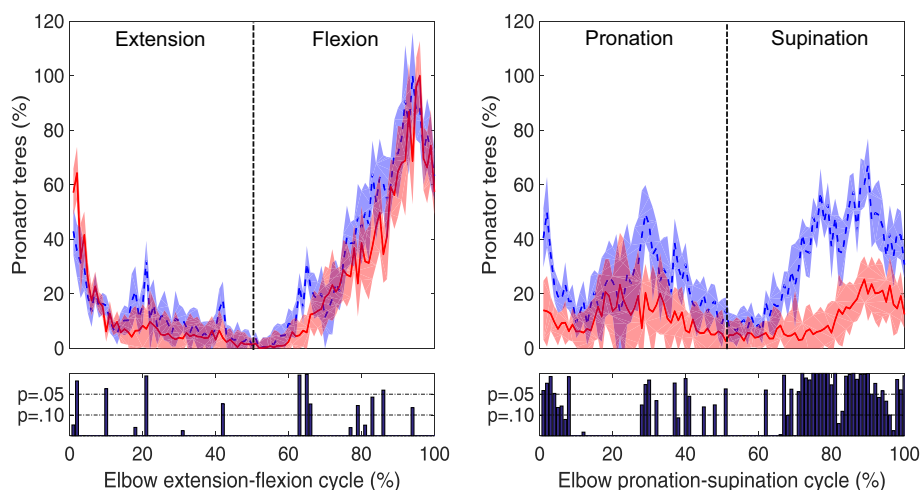 120
100
80
60
40
20
0
Pronator teres (%)
Extension
Flexion
p=.05
p=.10
0 20 40 60 80 100
Elbow extension-flexion cycle (%)
120
100
80
60
40
20
0
Pronator teres (%)
Pronation
Supination
p=.05
p=.10
0 20 40 60 80 100
Elbow pronation-supination cycle (%)